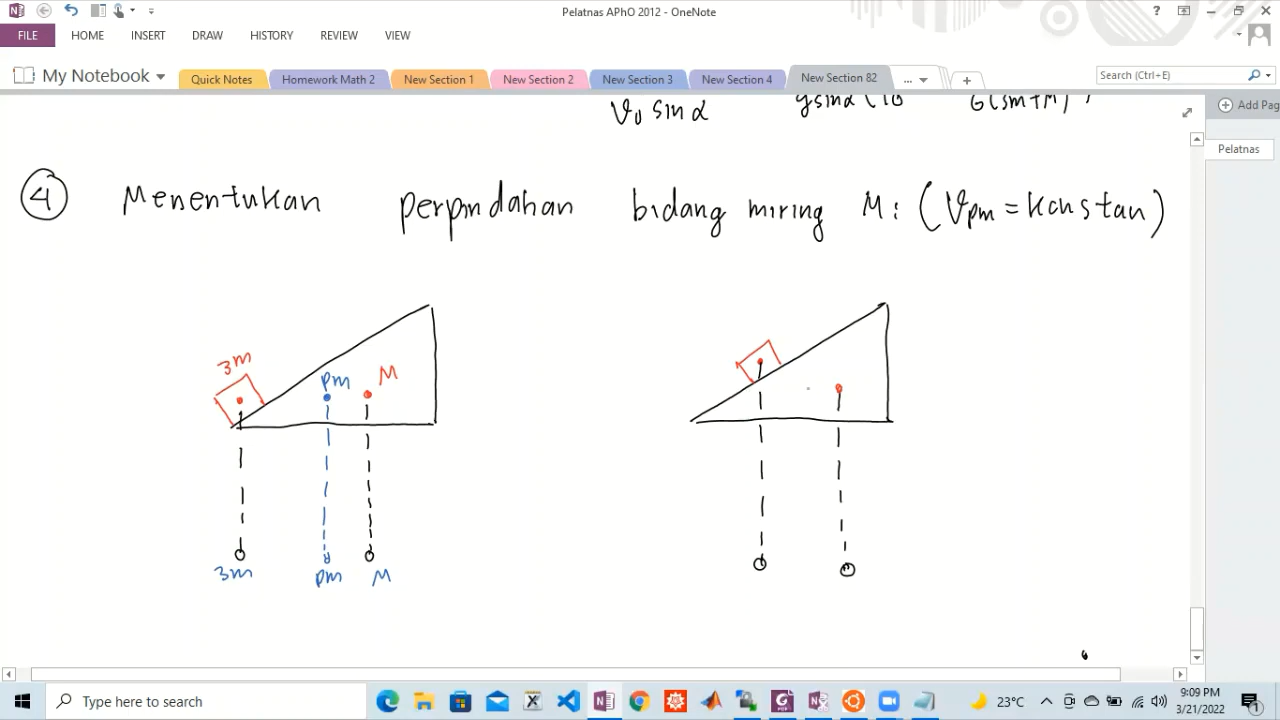 Pelatnas APhO 2012 - OneNote
FILE HOME INSERT DRAW HISTORY REVIEW VIEW
My Notebook Quick Notes Homework Math 2 New Section 1 New Section 2 New Section 3 New Section 4 New Section 82 ... Search (Ctrl+E)
Add Pag
Pelatnas
V₀ sin α
4 Menentukan perpindahan bidang miring M: (Vpm = konstan)
3m pm M
3m pm M
Type here to search 23°C 9:09 PM
3/21/2022